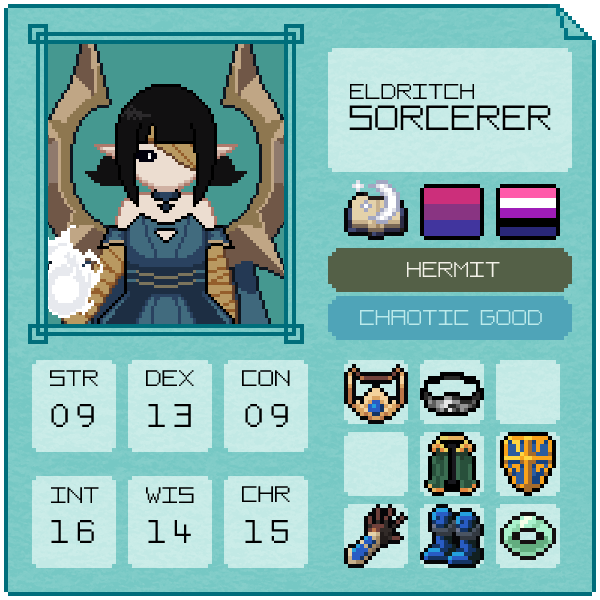 ELDRITCH
SORCERER
HERMIT
CHAOTIC GOOD
STR DEX CON
09 13 09
INT WIS CHR
16 14 15